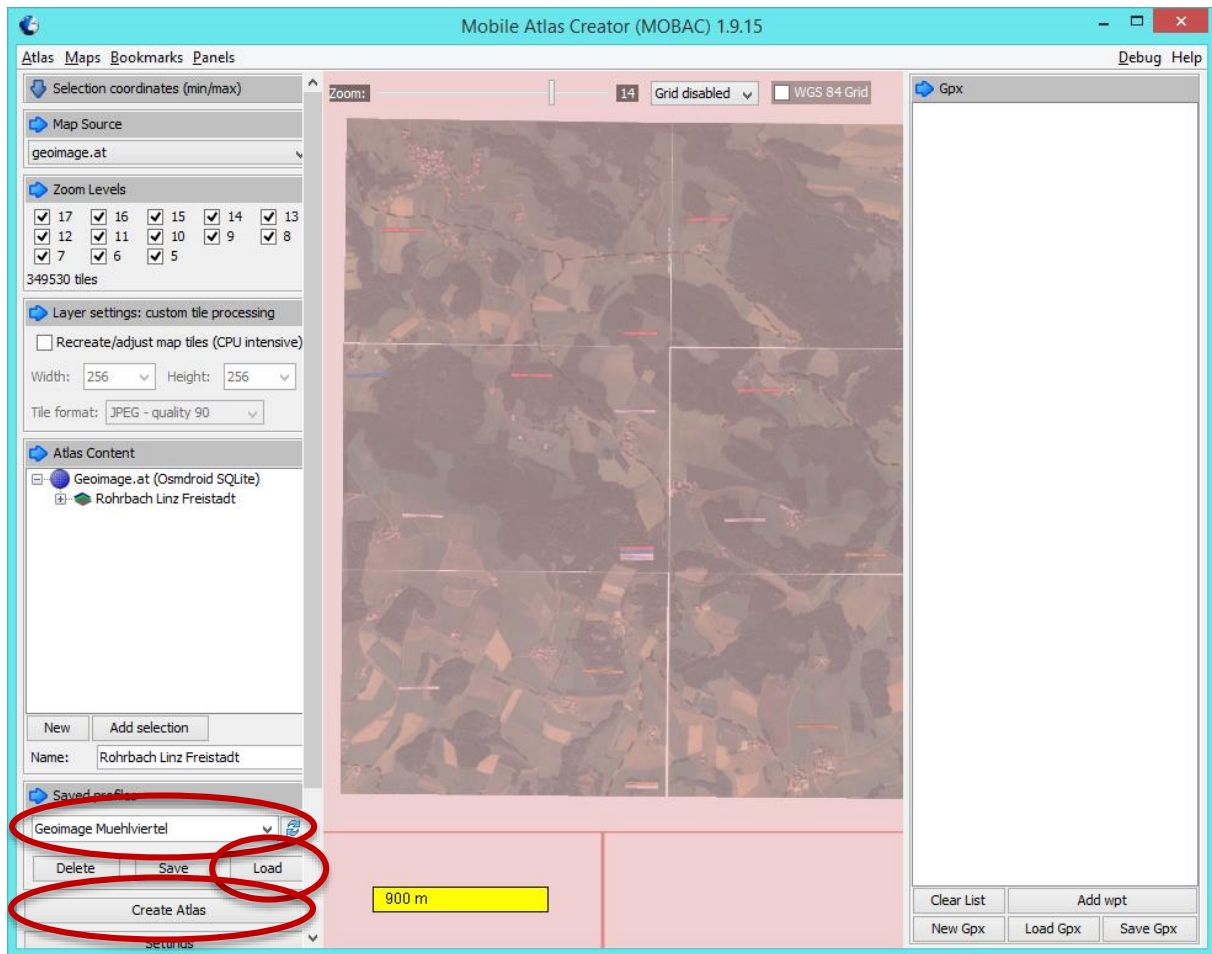 Mobile Atlas Creator (MOBAC) 1.9.15
Atlas Maps Bookmarks Panels Debug Help
Selection coordinates (min/max)
Map Source
geoimage.at
Zoom Levels
17 16 15 14 13
12 11 10 9 8
7 6 5
349530 tiles
Layer settings: custom tile processing
Recreate/adjust map tiles (CPU intensive)
Width: 256 Height: 256
Tile format: JPEG - quality 90
Atlas Content
Geoimage.at (Osmdroid SQLite)
Rohrbach Linz Freistadt
New Add selection
Name: Rohrbach Linz Freistadt
Saved profiles
Geoimage Muehlviertel
Delete Save Load
Create Atlas
Settings
Zoom: 14 Grid disabled WGS 84 Grid
900 m
Gpx
Clear List Add wpt
New Gpx Load Gpx Save Gpx